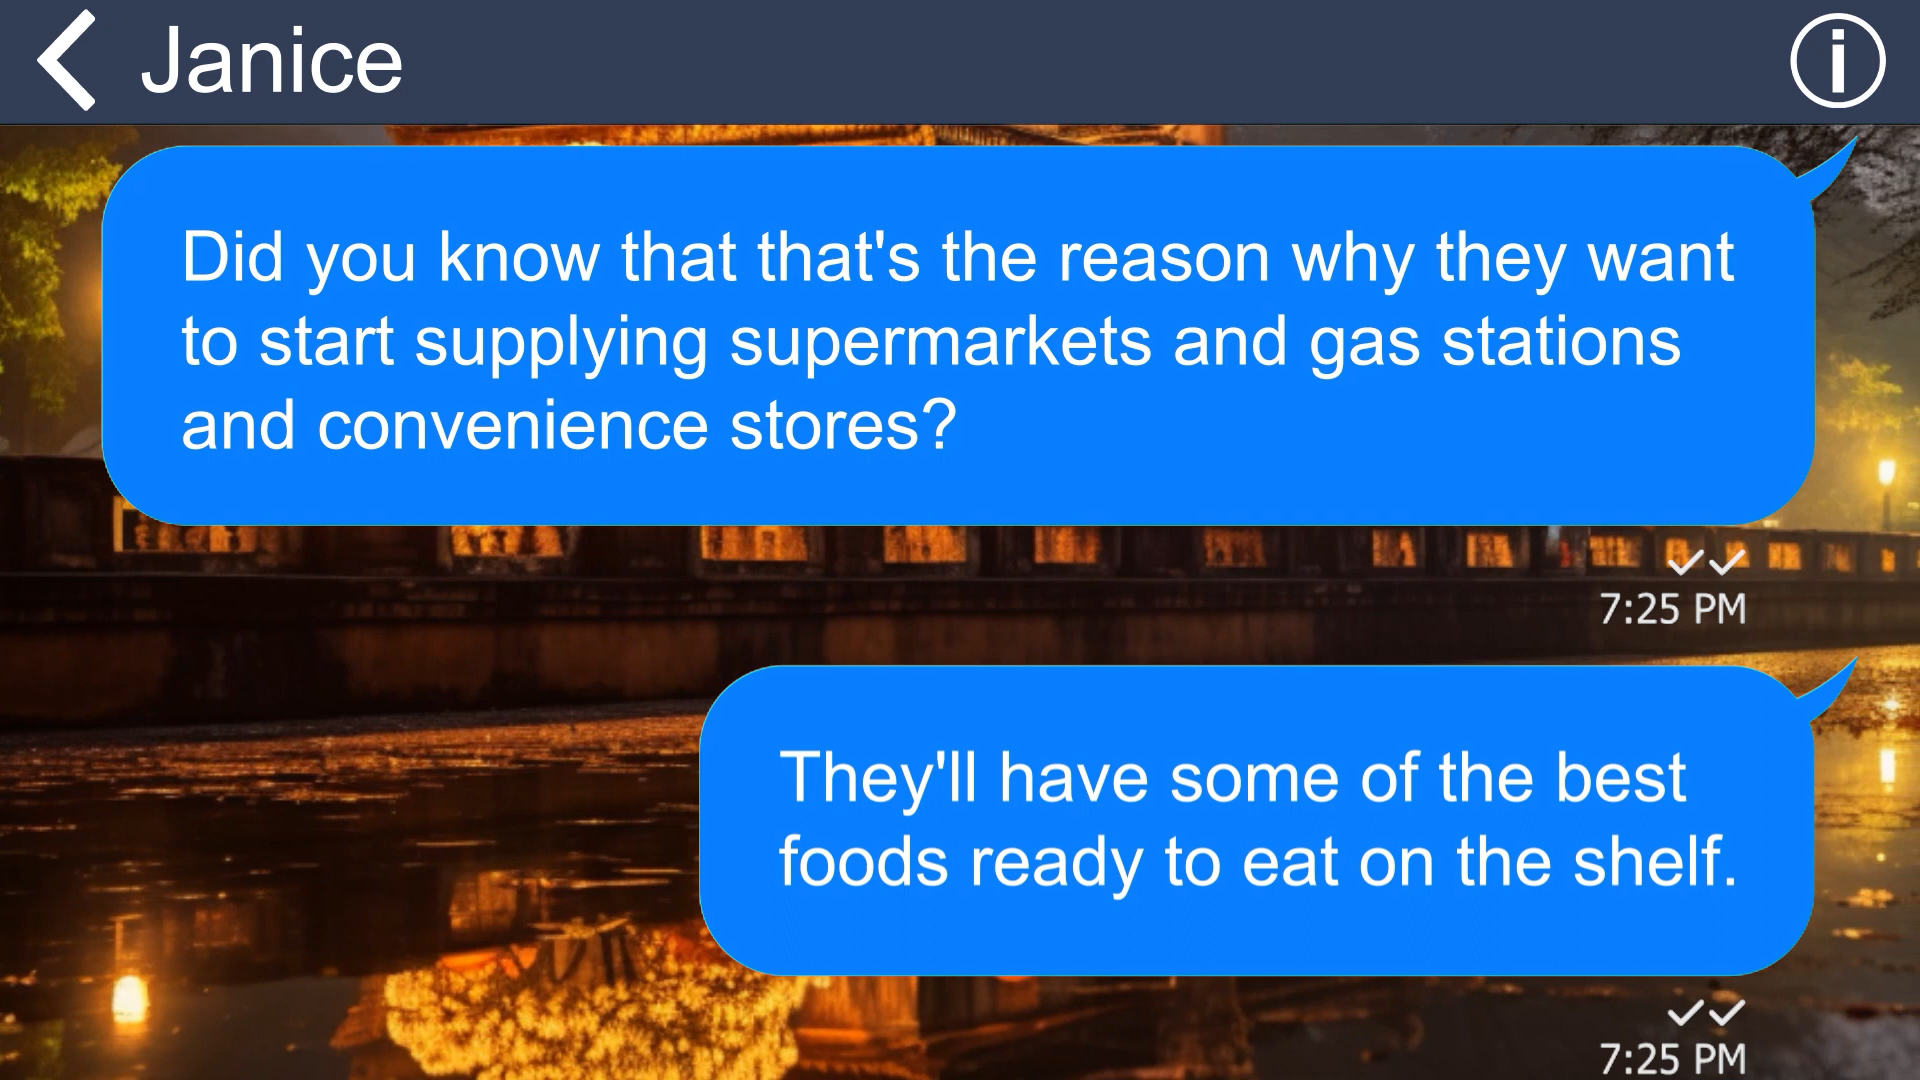 Janice
Did you know that that's the reason why they want
to start supplying supermarkets and gas stations
and convenience stores?
7:25 PM
They'll have some of the best
foods ready to eat on the shelf.
7:25 PM